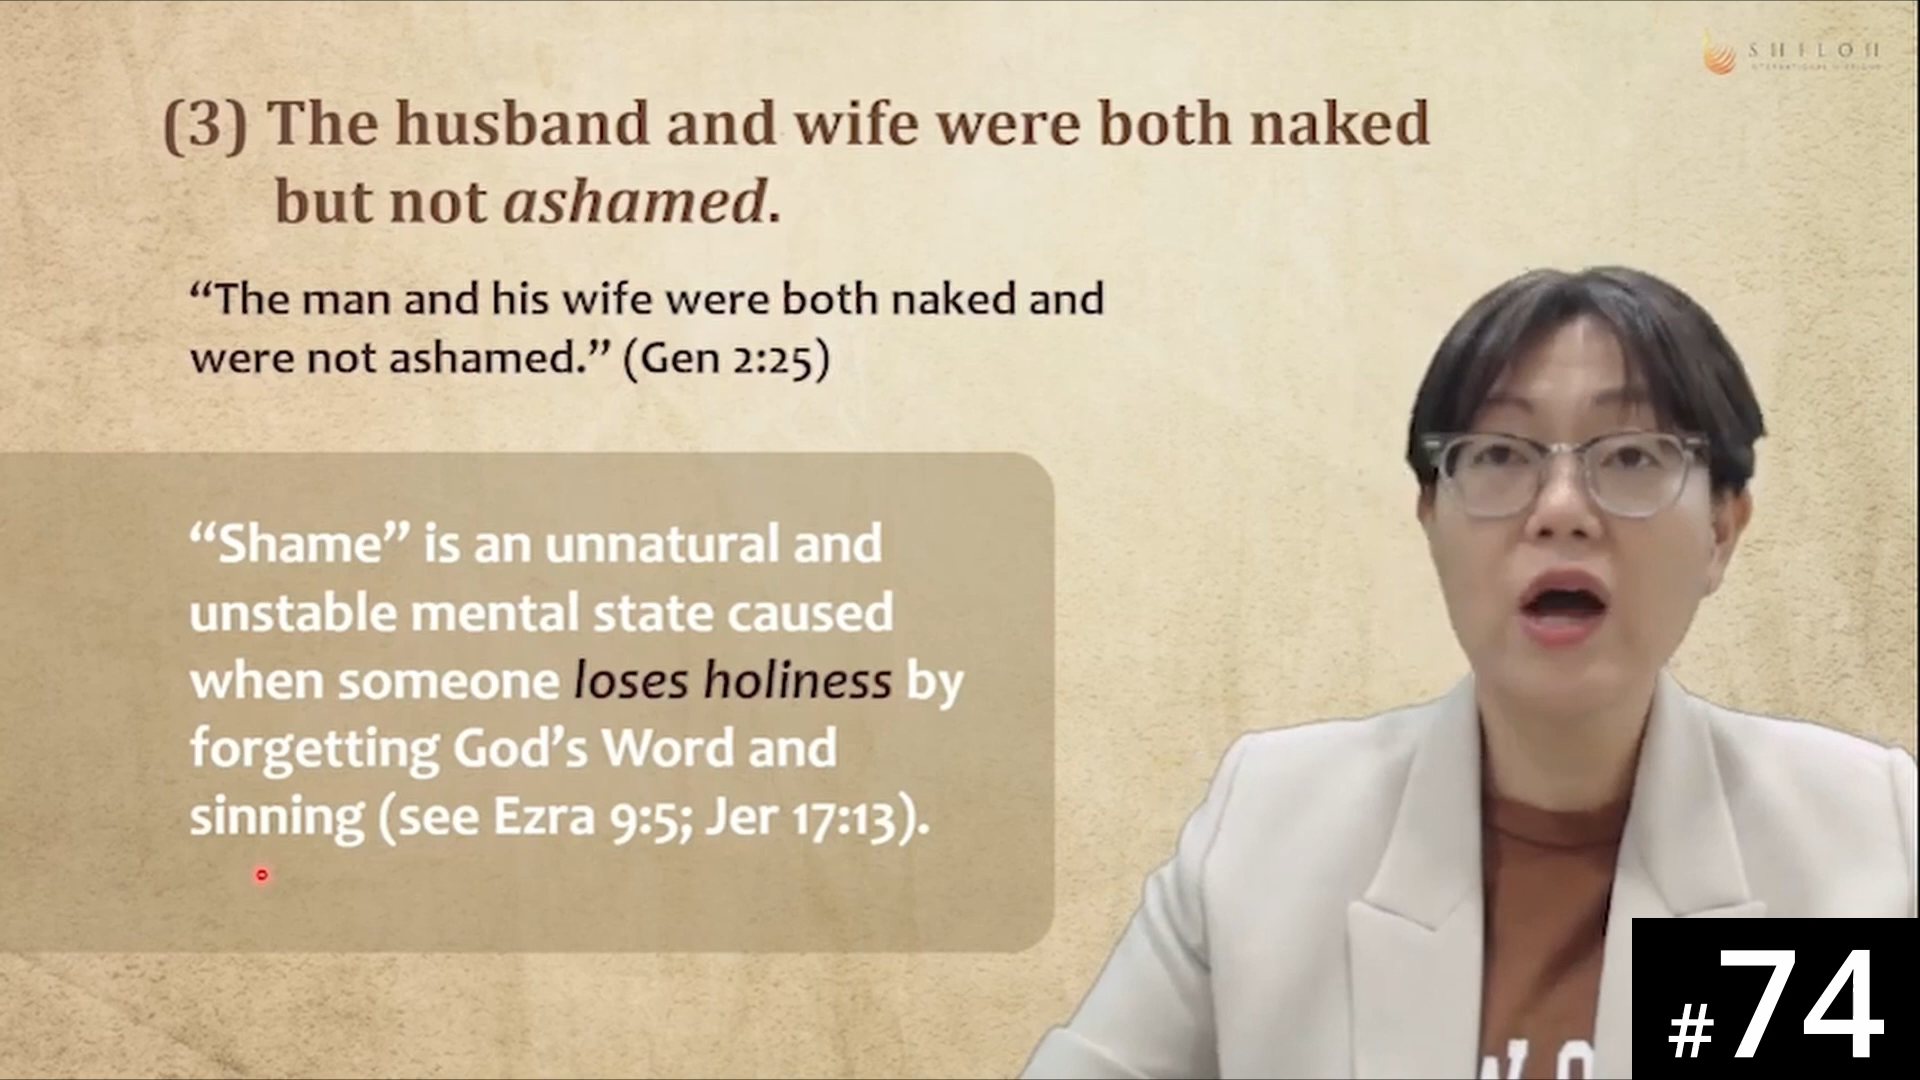 SHILOH
(3) The husband and wife were both naked
but not ashamed.
“The man and his wife were both naked and
were not ashamed.” (Gen 2:25)
“Shame” is an unnatural and
unstable mental state caused
when someone loses holiness by
forgetting God’s Word and
sinning (see Ezra 9:5; Jer 17:13).
#74